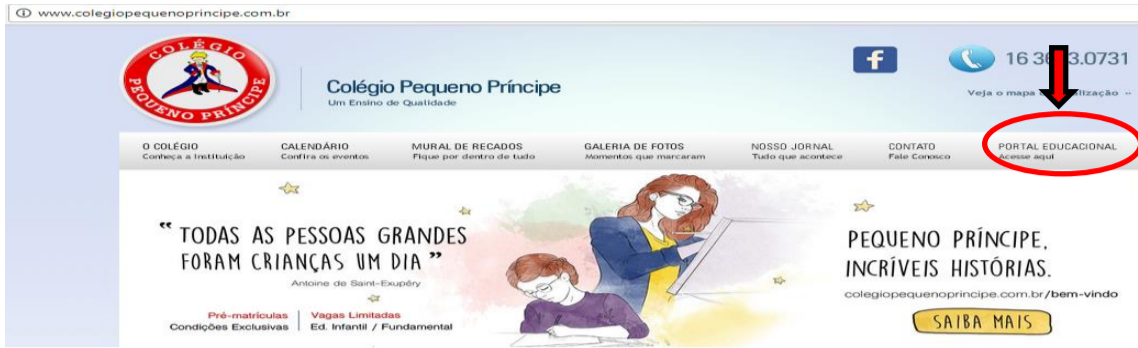 www.colegiopequenoprincipe.com.br
COLÉGIO
PEQUENO PRÍNCIPE
Colégio Pequeno Príncipe
Um Ensino de Qualidade
f
16 3 3.0731
Veja o mapa
O COLÉGIO
Conheça a Instituição
CALENDÁRIO
Confira os eventos
MURAL DE RECADOS
Fique por dentro de tudo
GALERIA DE FOTOS
Momentos que marcaram
NOSSO JORNAL
Tudo que acontece
CONTATO
Fale Conosco
PORTAL EDUCACIONAL
Acesse aqui
“ TODAS AS PESSOAS GRANDES
FORAM CRIANÇAS UM DIA ”
Antoine de Saint-Exupéry
Pré-matrículas
Condições Exclusivas
Vagas Limitadas
Ed. Infantil / Fundamental
PEQUENO PRÍNCIPE,
INCRÍVEIS HISTÓRIAS.
colegiopequenoprincipe.com.br/bem-vindo
SAIBA MAIS